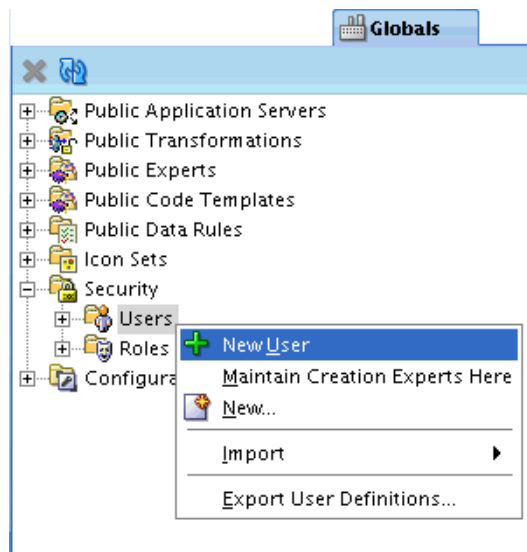 Globals
Public Application Servers
Public Transformations
Public Experts
Public Code Templates
Public Data Rules
Icon Sets
Security
Users
New User
Roles
Maintain Creation Experts Here
Configura
New...
Import
Export User Definitions...